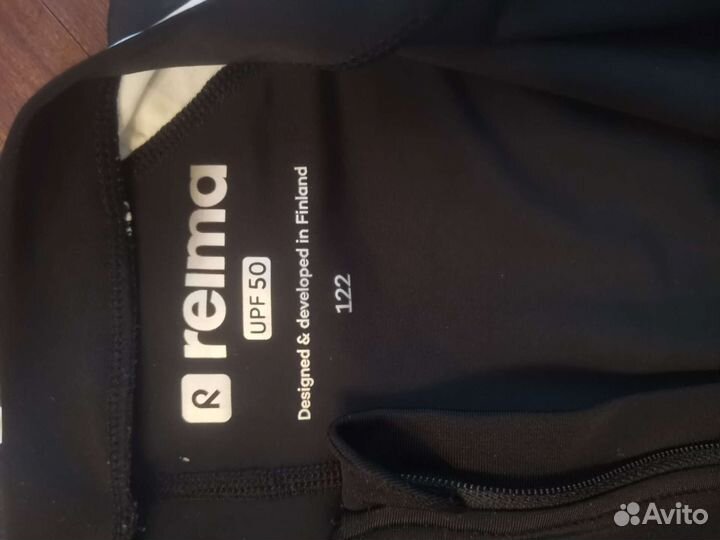 reima
UPF 50
Designed & developed in Finland
122
Avito